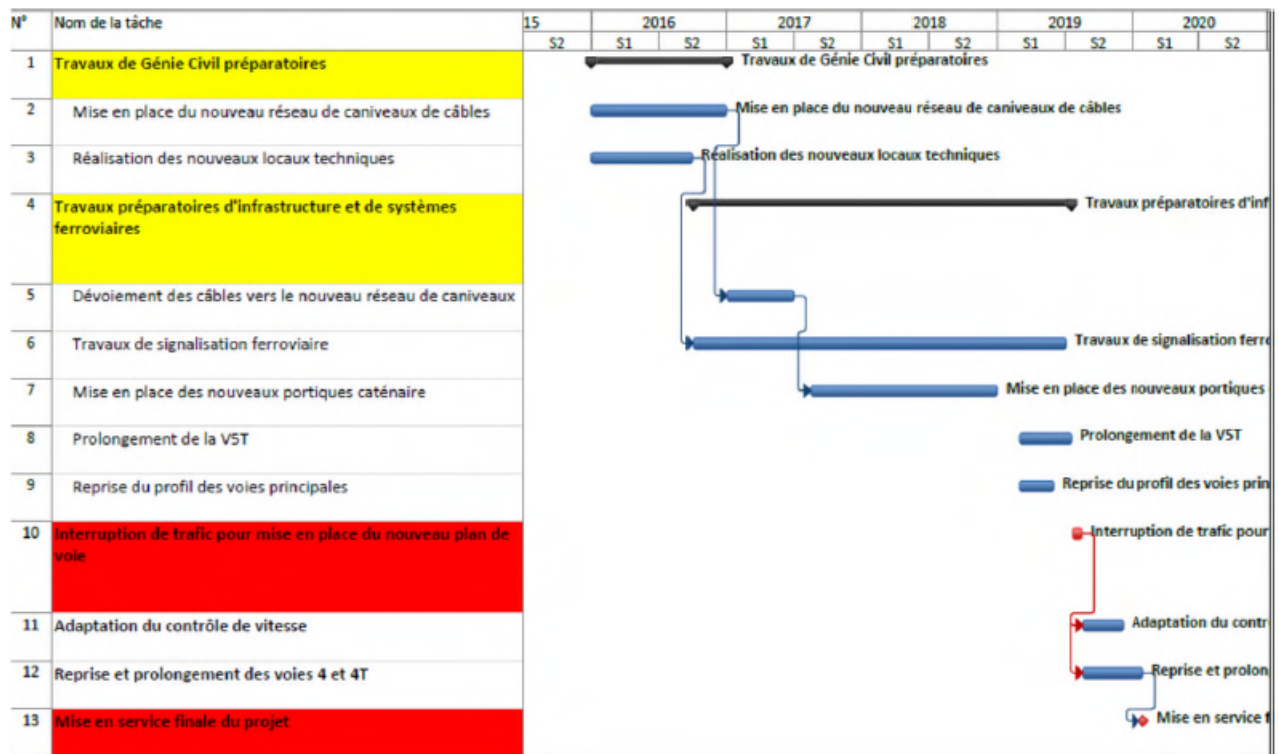 N° Nom de la tâche 15 2016 2017 2018 2019 2020
S2 S1 S2 S1 S2 S1 S2 S1 S2 S1 S2
1 Travaux de Génie Civil préparatoires Travaux de Génie Civil préparatoires
2 Mise en place du nouveau réseau de caniveaux de câbles Mise en place du nouveau réseau de caniveaux de câbles
3 Réalisation des nouveaux locaux techniques Réalisation des nouveaux locaux techniques
4 Travaux préparatoires d'infrastructure et de systèmes Travaux préparatoires d'inf
ferroviaires
5 Dévoiement des câbles vers le nouveau réseau de caniveaux
6 Travaux de signalisation ferroviaire Travaux de signalisation ferro
7 Mise en place des nouveaux portiques caténaire Mise en place des nouveaux portiques
8 Prolongement de la V5T Prolongement de la V5T
9 Reprise du profil des voies principales Reprise du profil des voies prin
10 Interruption de trafic pour mise en place du nouveau plan de Interruption de trafic pour
voie
11 Adaptation du contrôle de vitesse Adaptation du contr
12 Reprise et prolongement des voies 4 et 4T Reprise et prolon
13 Mise en service finale du projet Mise en service f